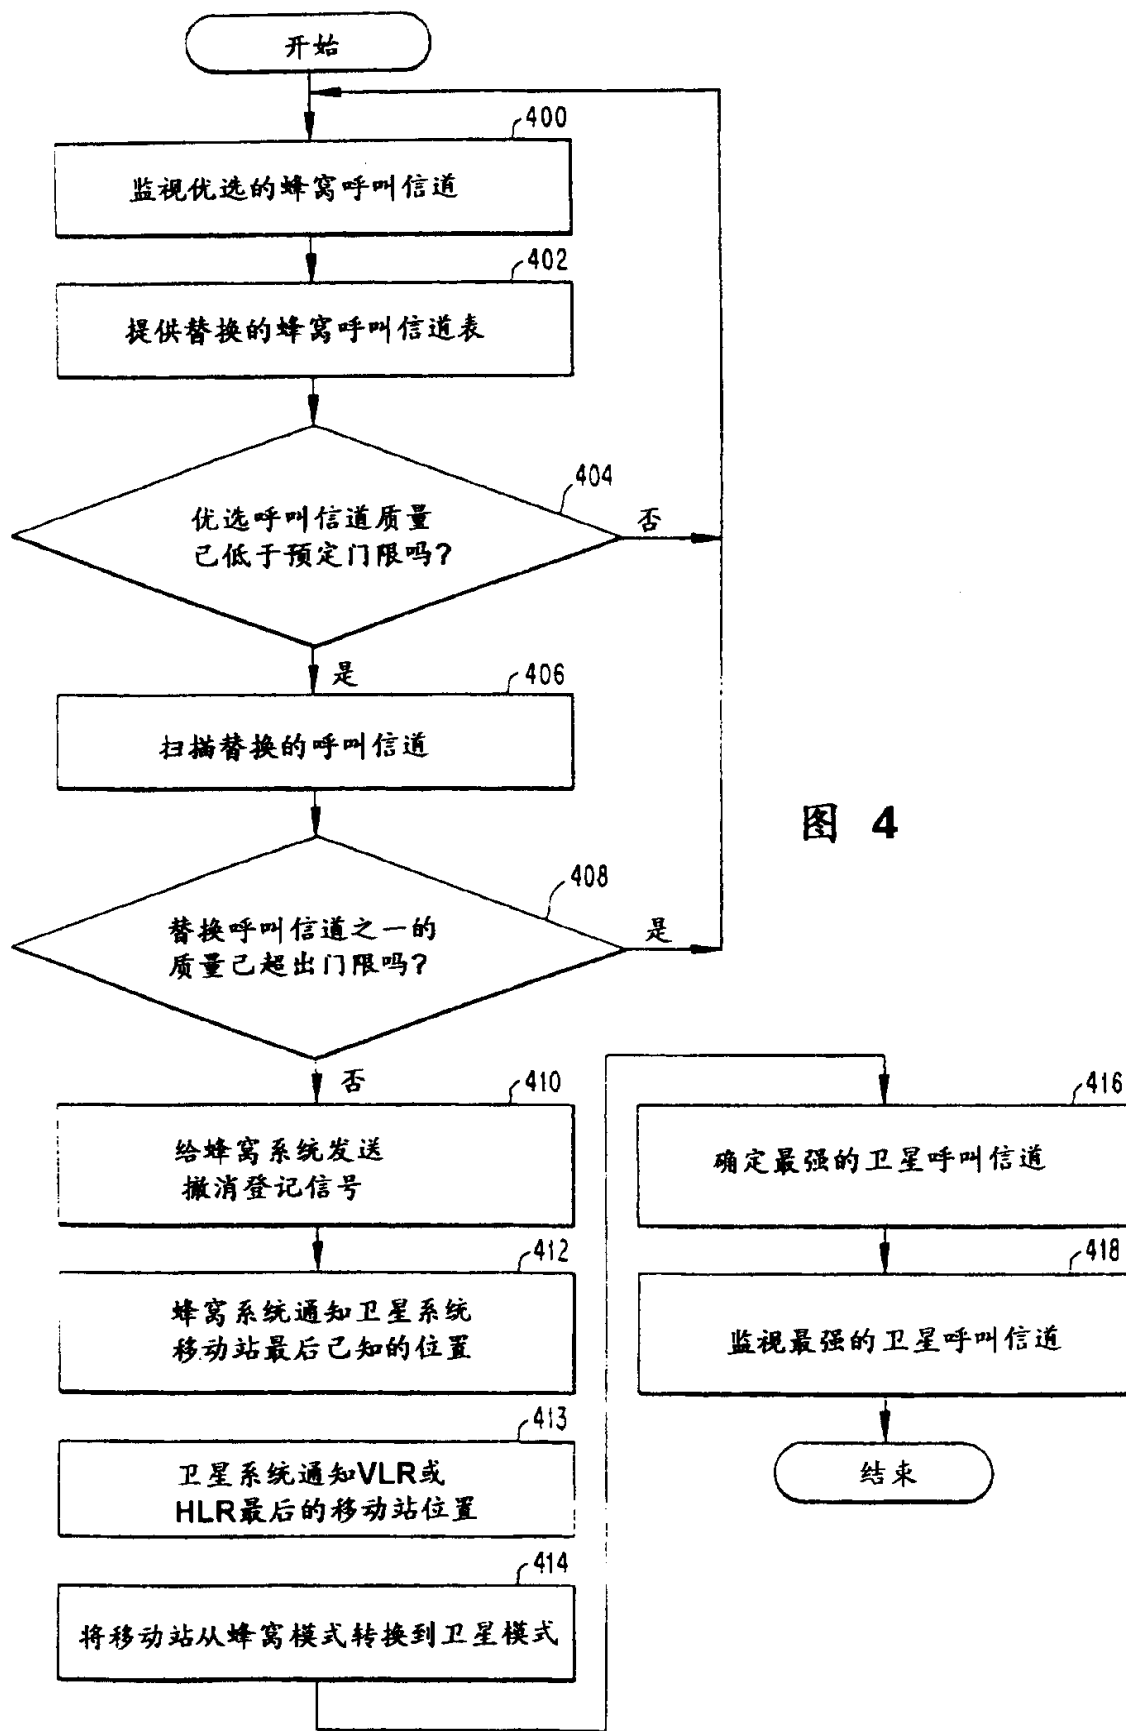 开始
400
监视优选的蜂窝呼叫信道
402
提供替换的蜂窝呼叫信道表
404
优选呼叫信道质量
已低于预定门限吗?
否
是
406
扫描替换的呼叫信道
图 4
408
替换呼叫信道之一的
质量已超出门限吗?
是
否
410
给蜂窝系统发送
撤消登记信号
412
蜂窝系统通知卫星系统
移动站最后已知的位置
413
卫星系统通知VLR或
HLR最后的移动站位置
414
将移动站从蜂窝模式转换到卫星模式
416
确定最强的卫星呼叫信道
418
监视最强的卫星呼叫信道
结束